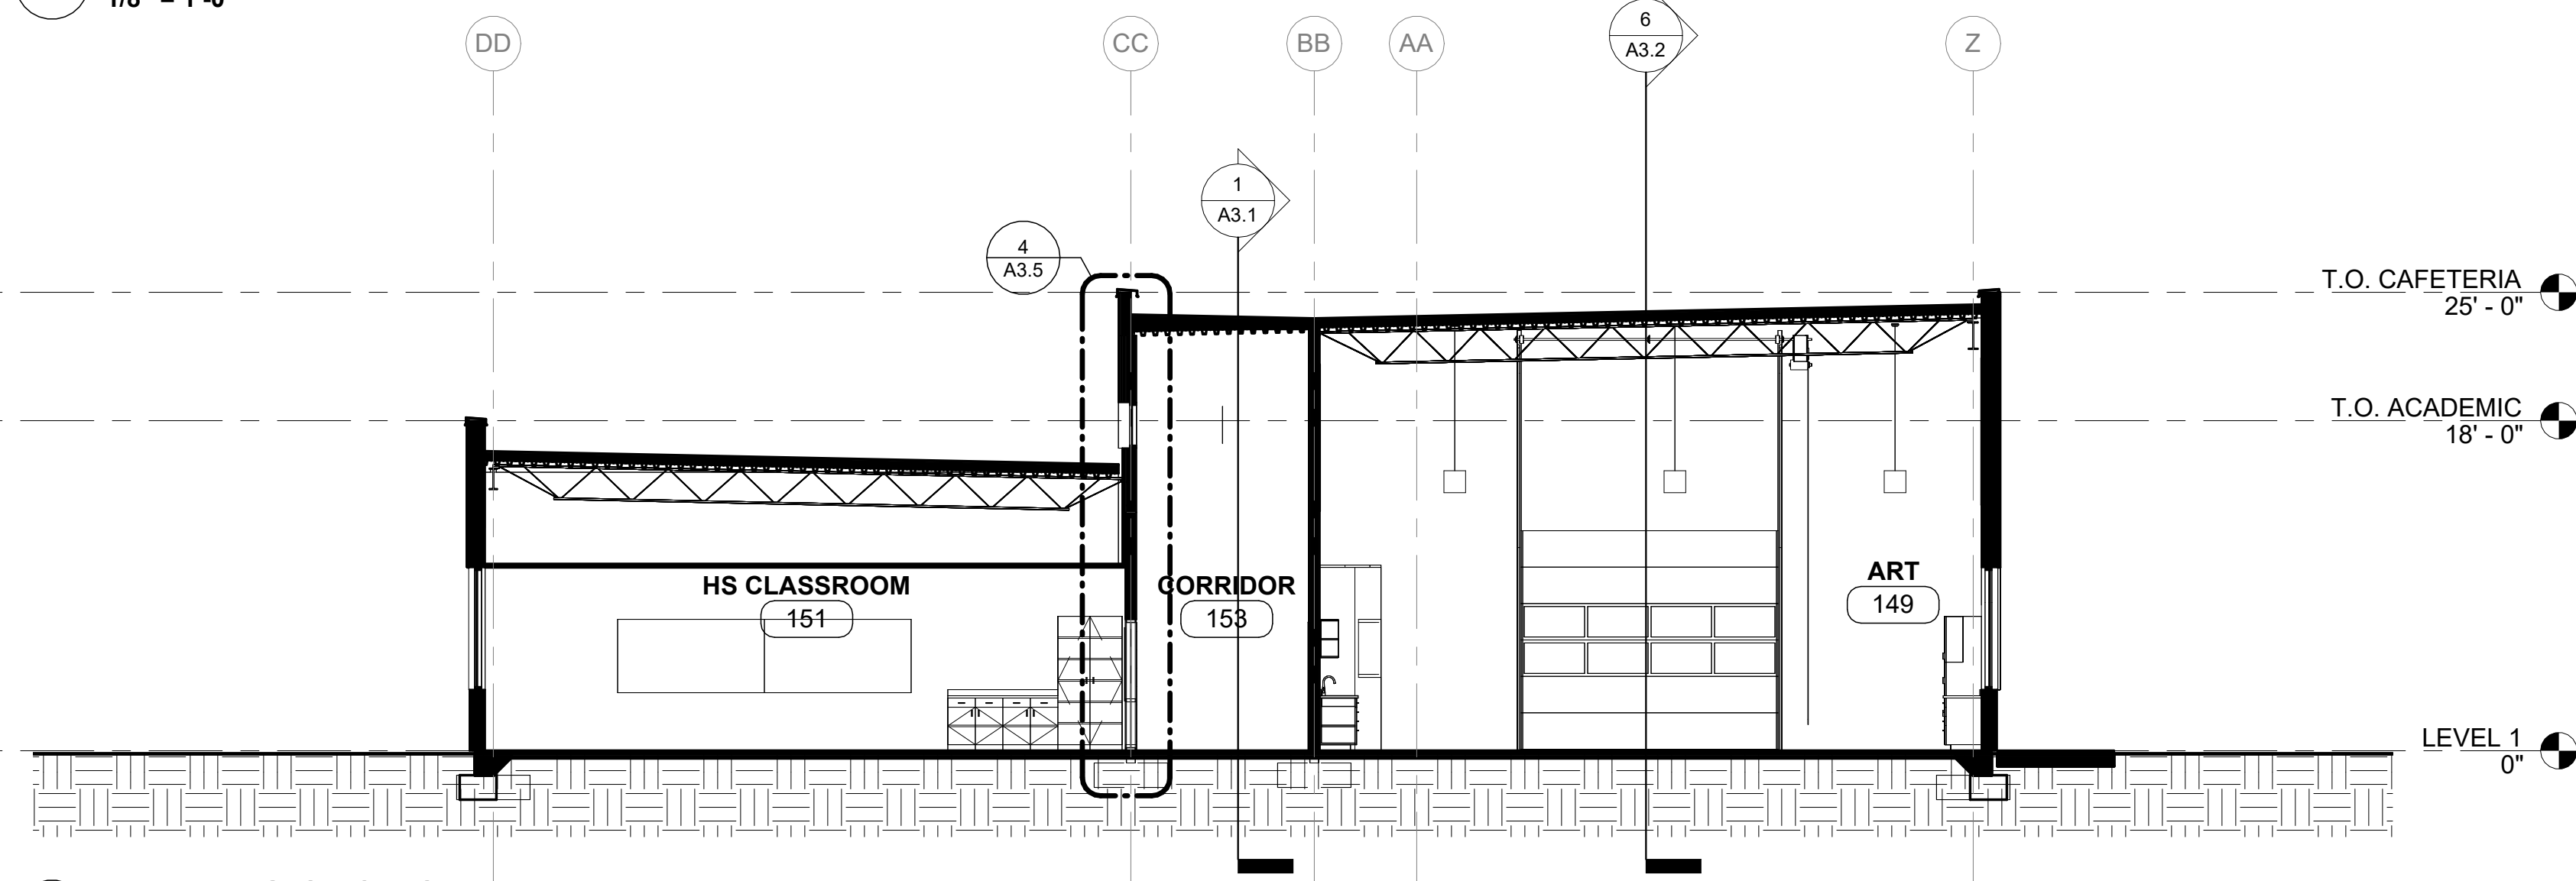 1/8" = 1'-0"
DD
CC
BB
AA
6
A3.2
Z
1
A3.1
4
A3.5
T.O. CAFETERIA
25' - 0"
T.O. ACADEMIC
18' - 0"
HS CLASSROOM
151
CORRIDOR
153
ART
149
LEVEL 1
0"